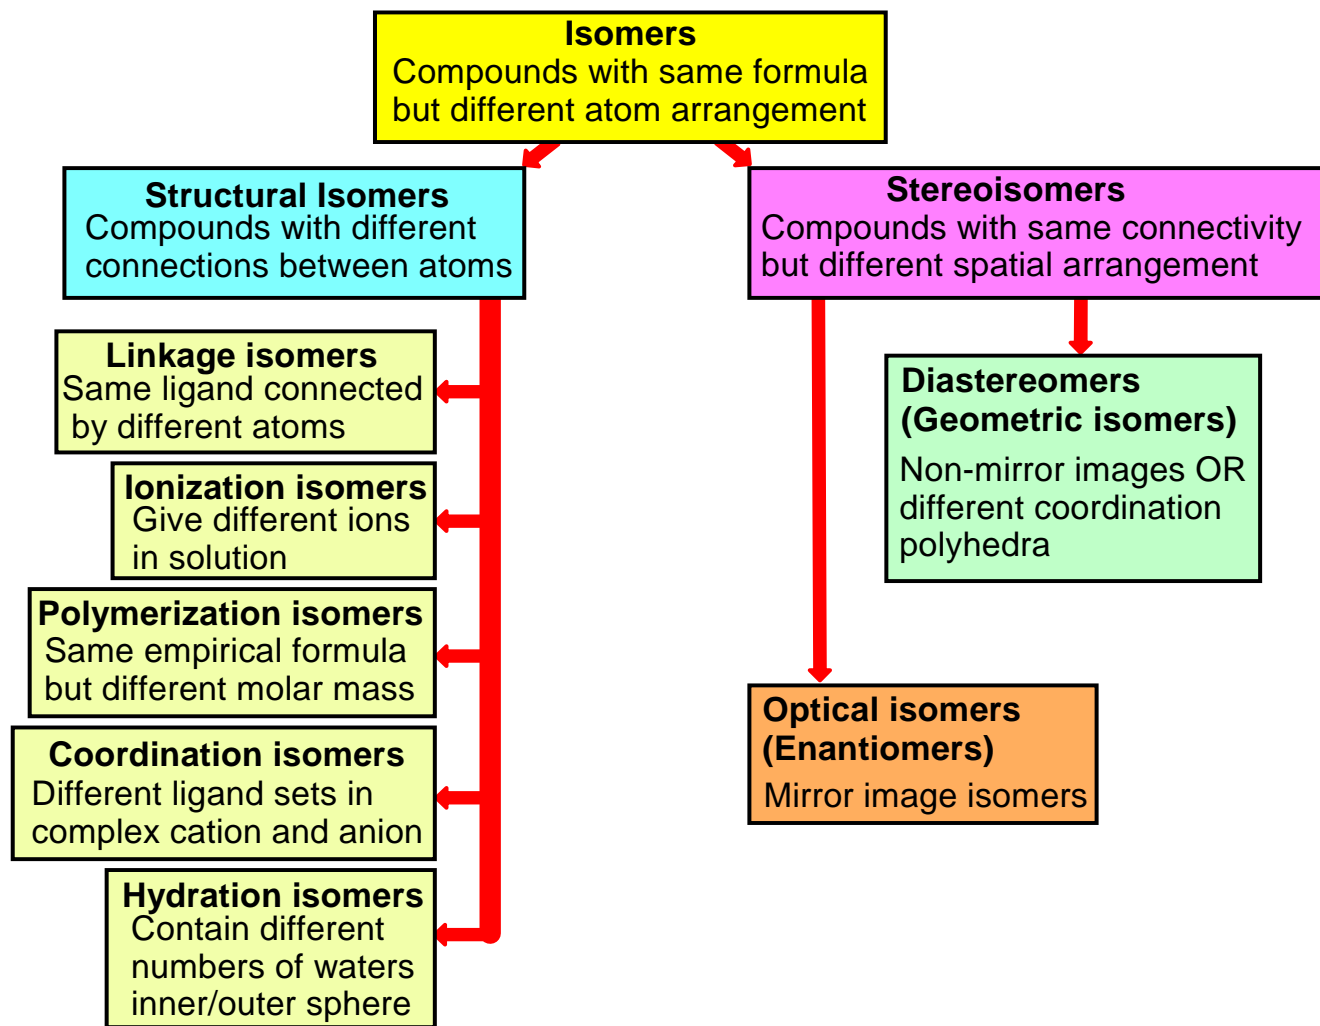 Isomers
Compounds with same formula
but different atom arrangement
Structural Isomers
Compounds with different
connections between atoms
Stereoisomers
Compounds with same connectivity
but different spatial arrangement
Linkage isomers
Same ligand connected
by different atoms
Ionization isomers
Give different ions
in solution
Polymerization isomers
Same empirical formula
but different molar mass
Coordination isomers
Different ligand sets in
complex cation and anion
Hydration isomers
Contain different
numbers of waters
inner/outer sphere
Diastereomers
(Geometric isomers)
Non-mirror images OR
different coordination
polyhedra
Optical isomers
(Enantiomers)
Mirror image isomers